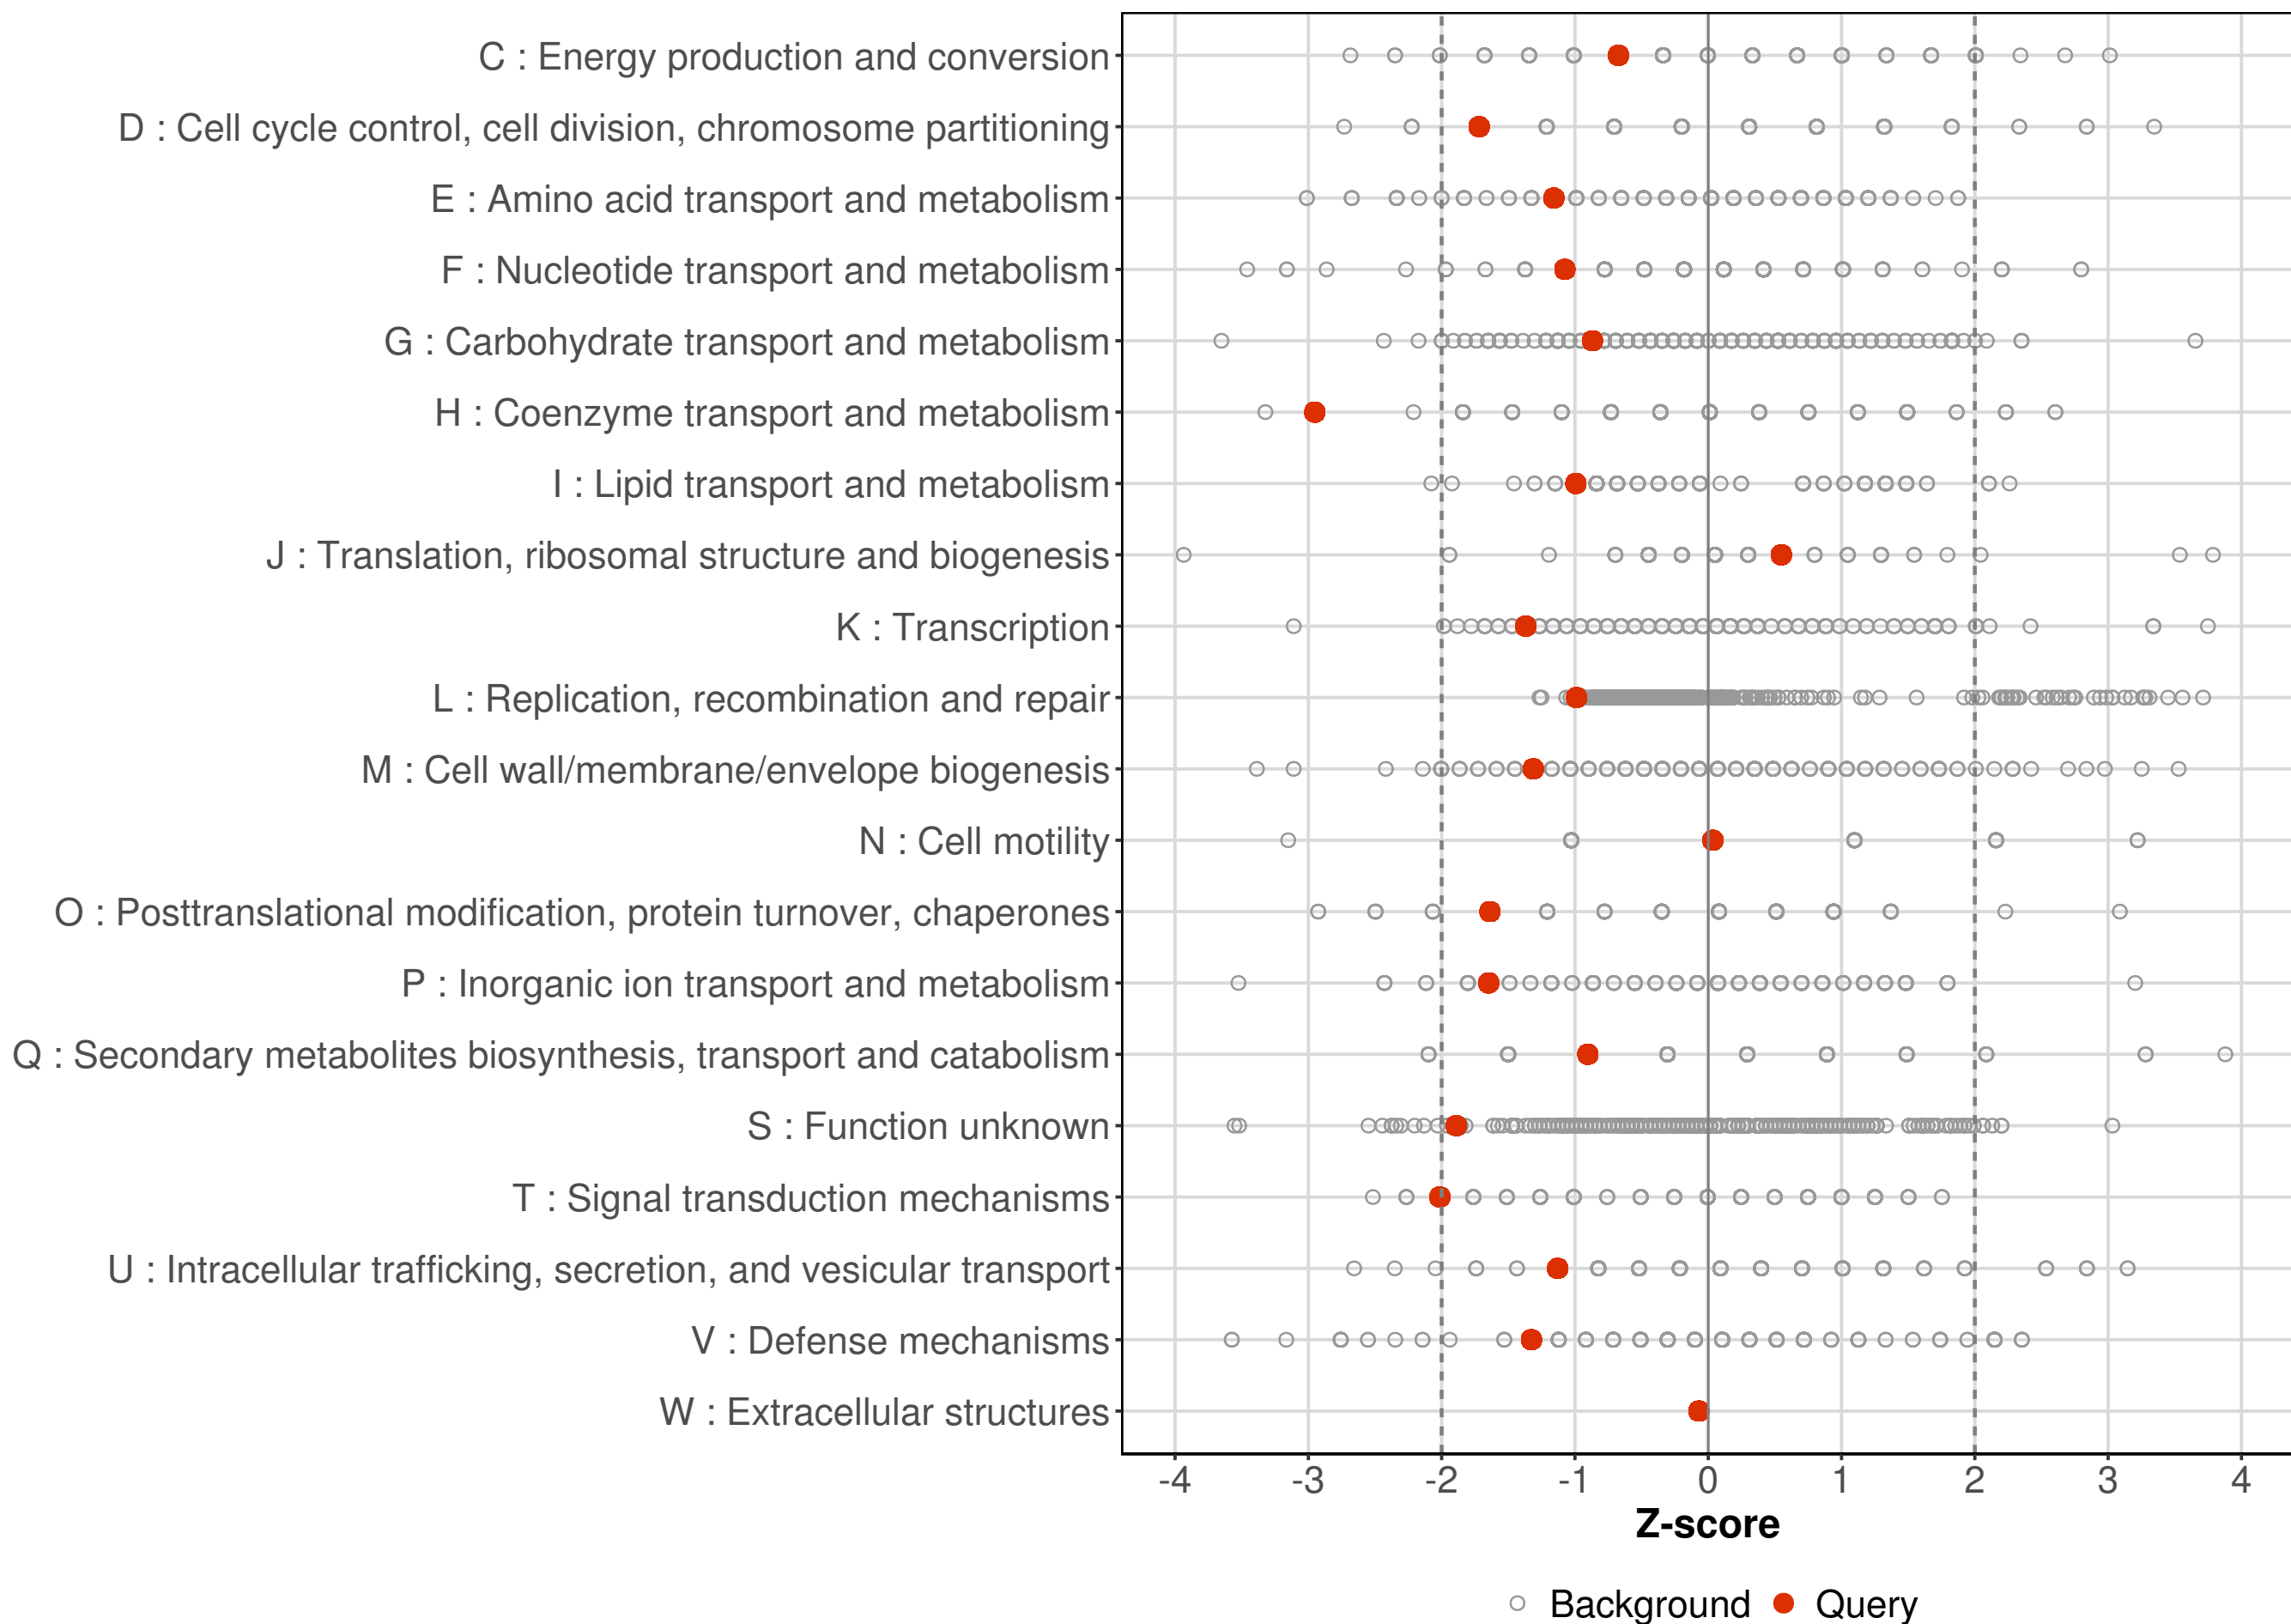 C : Energy production and conversion
D : Cell cycle control, cell division, chromosome partitioning
E : Amino acid transport and metabolism
F : Nucleotide transport and metabolism
G : Carbohydrate transport and metabolism
H : Coenzyme transport and metabolism
I : Lipid transport and metabolism
J : Translation, ribosomal structure and biogenesis
K : Transcription
L : Replication, recombination and repair
M : Cell wall/membrane/envelope biogenesis
N : Cell motility
O : Posttranslational modification, protein turnover, chaperones
P : Inorganic ion transport and metabolism
Q : Secondary metabolites biosynthesis, transport and catabolism
S : Function unknown
T : Signal transduction mechanisms
U : Intracellular trafficking, secretion, and vesicular transport
V : Defense mechanisms
W : Extracellular structures
-4 -3 -2 -1 0 1 2 3 4
Z-score
Background Query